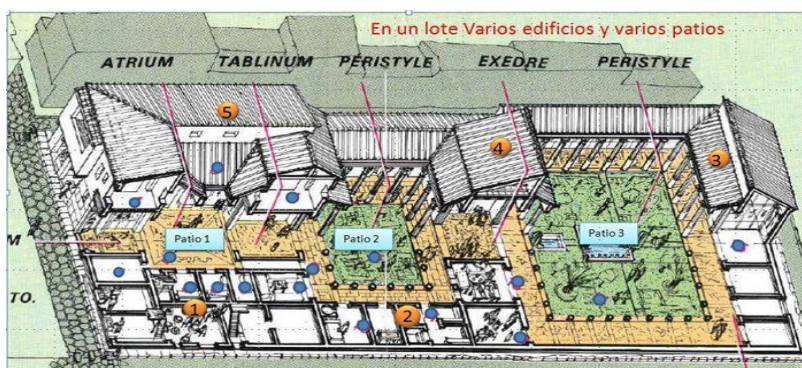 En un lote Varios edificios y varios patios
ATRIUM TABLINUM PERISTYLE EXEDRE PERISTYLE
5
4
3
M
Patio 1 Patio 2 Patio 3
TO.
1
2